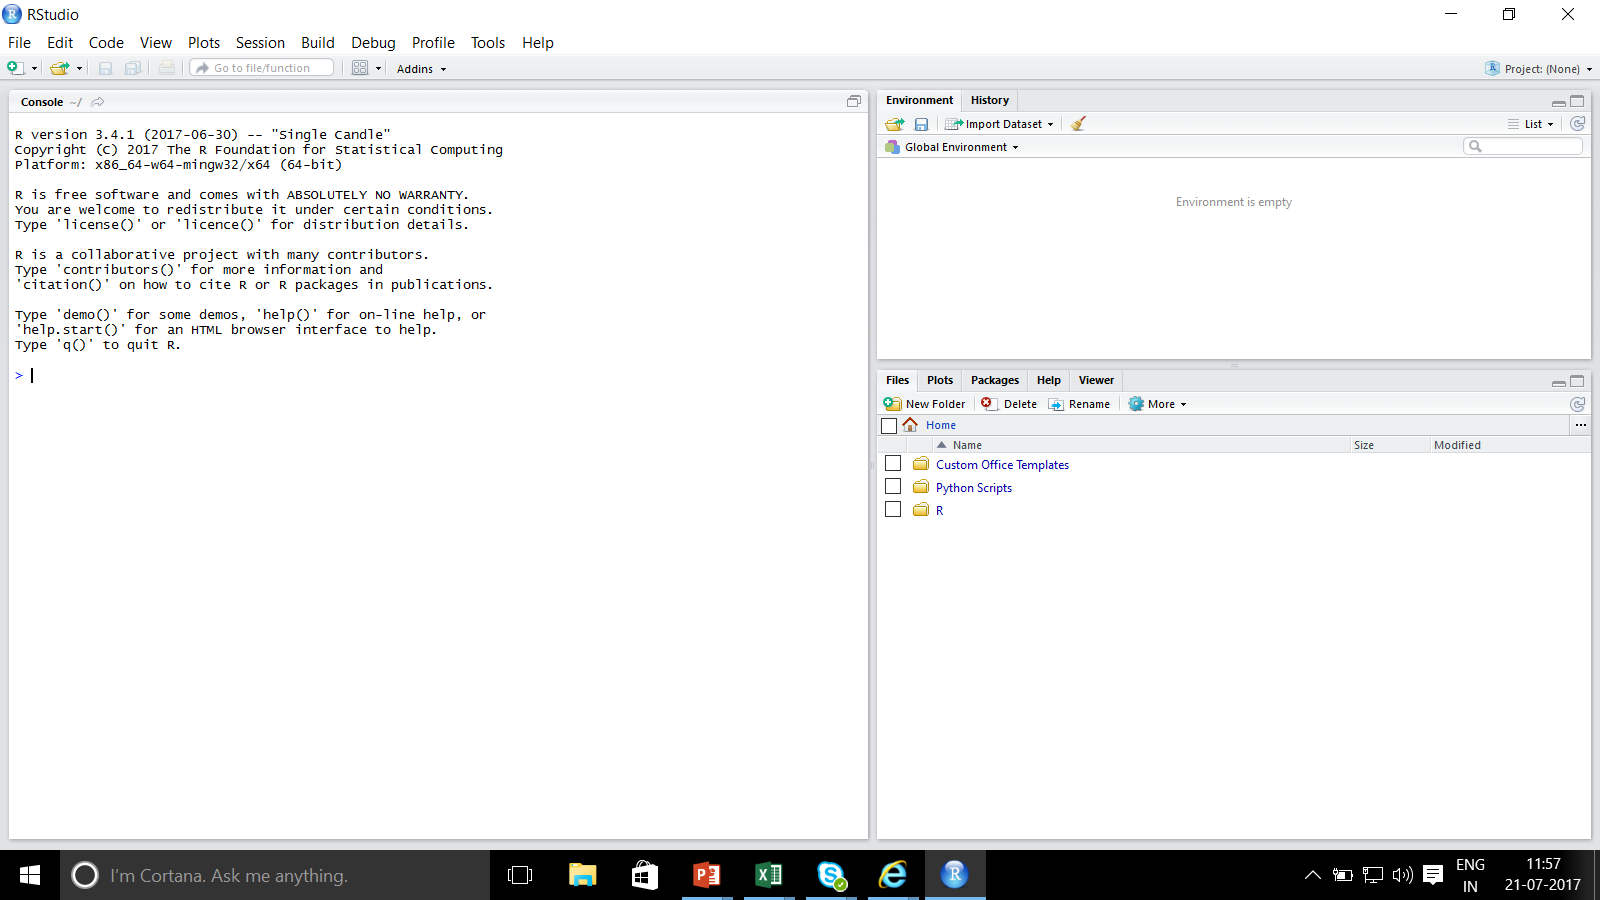 RStudio
File Edit Code View Plots Session Build Debug Profile Tools Help
Go to file/function Addins Project: (None)
Console ~/
R version 3.4.1 (2017-06-30) -- "Single Candle"
Copyright (C) 2017 The R Foundation for Statistical Computing
Platform: x86_64-w64-mingw32/x64 (64-bit)
R is free software and comes with ABSOLUTELY NO WARRANTY.
You are welcome to redistribute it under certain conditions.
Type 'license()' or 'licence()' for distribution details.
R is a collaborative project with many contributors.
Type 'contributors()' for more information and
'citation()' on how to cite R or R packages in publications.
Type 'demo()' for some demos, 'help()' for on-line help, or
'help.start()' for an HTML browser interface to help.
Type 'q()' to quit R.
>
Environment History
Import Dataset List
Global Environment
Environment is empty
Files Plots Packages Help Viewer
New Folder Delete Rename More
Home ...
Name Size Modified
Custom Office Templates
Python Scripts
R
I'm Cortana. Ask me anything.
ENG
IN
11:57
21-07-2017